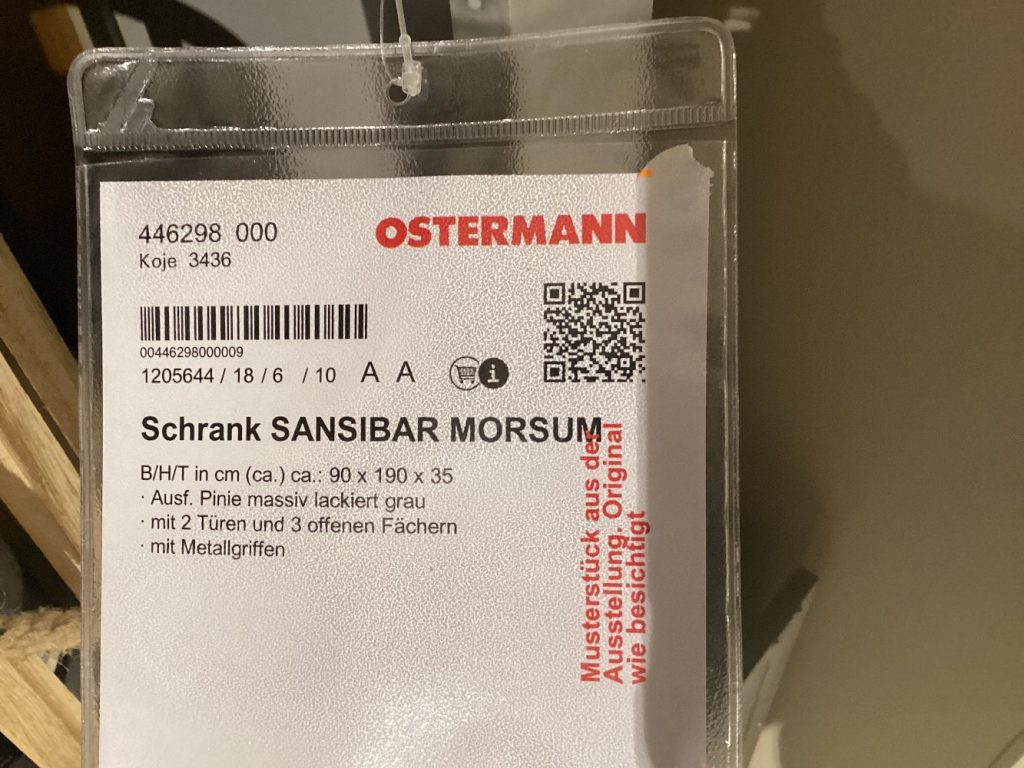 446298 000
OSTERMANN
Koje 3436
00446298000009
1205644 / 18 / 6 / 10 A A
Schrank SANSIBAR MORSUM
B/H/T in cm (ca.) ca.: 90 x 190 x 35
· Ausf. Pinie massiv lackiert grau
· mit 2 Türen und 3 offenen Fächern
· mit Metallgriffen
Musterstück aus der
Ausstellung. Original
wie besichtigt